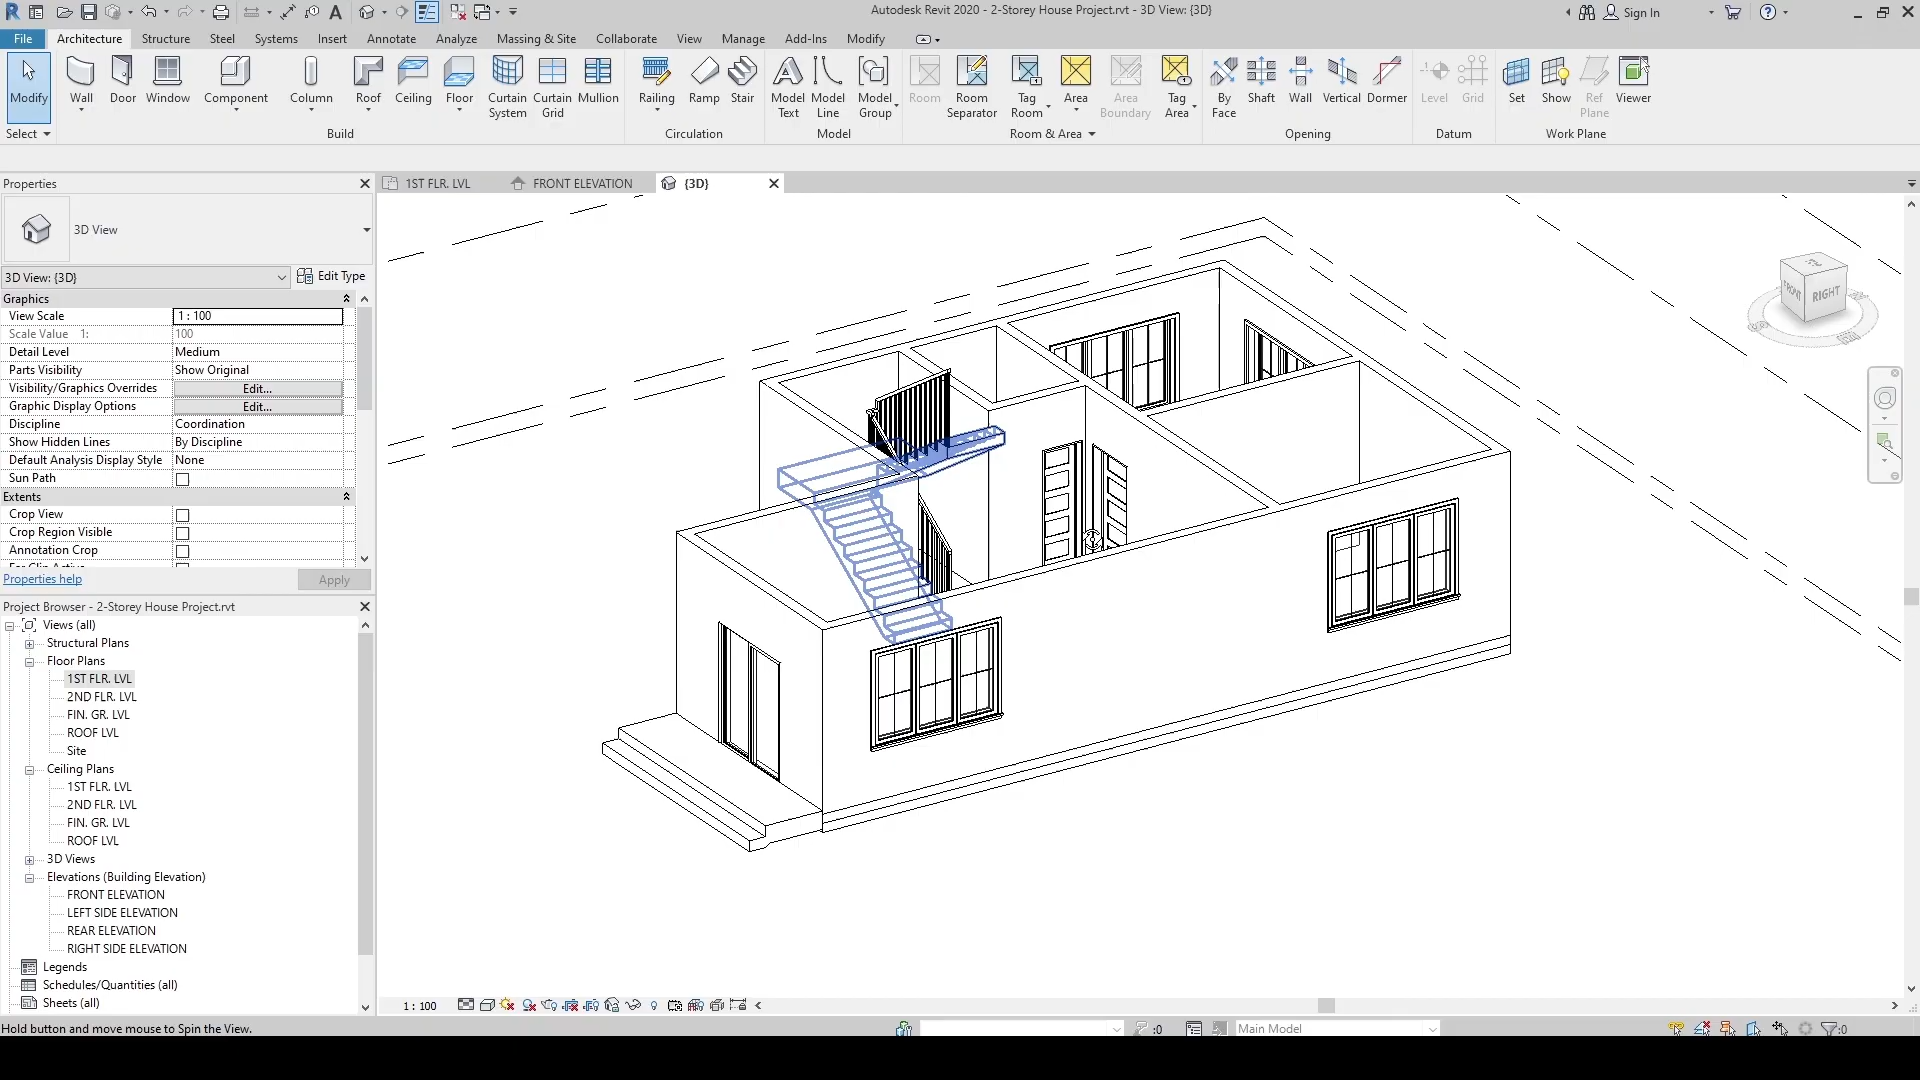 Autodesk Revit 2020 - 2-Storey House Project.rvt - 3D View: {3D}
Sign In
File Architecture Structure Steel Systems Insert Annotate Analyze Massing & Site Collaborate View Manage Add-Ins Modify
Modify Wall Door Window Component Column Roof Ceiling Floor Curtain System Curtain Grid Mullion Railing Ramp Stair Model Text Model Line Model Group Room Room Separator Tag Room Area Area Boundary Tag Area By Face Shaft Wall Vertical Dormer Level Grid Set Show Ref Plane Viewer
Select Build Circulation Model Room & Area Opening Datum Work Plane
Properties
1ST FLR. LVL FRONT ELEVATION {3D}
3D View
3D View: {3D} Edit Type
Graphics
View Scale 1 : 100
Scale Value 1: 100
Detail Level Medium
Parts Visibility Show Original
Visibility/Graphics Overrides Edit...
Graphic Display Options Edit...
Discipline Coordination
Show Hidden Lines By Discipline
Default Analysis Display Style None
Sun Path
Extents
Crop View
Crop Region Visible
Annotation Crop
Properties help Apply
FRONT RIGHT
Project Browser - 2-Storey House Project.rvt
Views (all)
Structural Plans
Floor Plans
1ST FLR. LVL
2ND FLR. LVL
FIN. GR. LVL
ROOF LVL
Site
Ceiling Plans
1ST FLR. LVL
2ND FLR. LVL
FIN. GR. LVL
ROOF LVL
3D Views
Elevations (Building Elevation)
FRONT ELEVATION
LEFT SIDE ELEVATION
REAR ELEVATION
RIGHT SIDE ELEVATION
Legends
Schedules/Quantities (all)
Sheets (all)
1 : 100
Hold button and move mouse to Spin the View.
:0
Main Model
:0